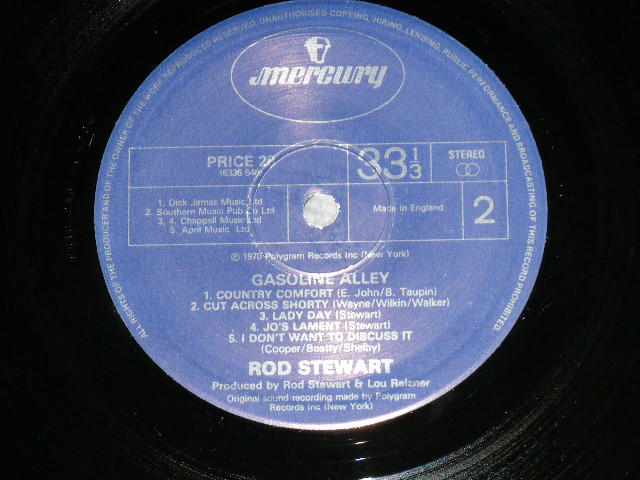 ALL RIGHTS OF THE PRODUCER AND OF THE OWNER OF THE WORK REPRODUCED RESERVED. UNAUTHORISED COPYING, HIRING, LENDING, PUBLIC PERFORMANCE AND BROADCASTING OF THIS RECORD PROHIBITED
mercury
PRICE 28
(6336 540)
33 1/3
STEREO
1. Dick James Music Ltd
2. Southern Music Pub Co Ltd
3, 4. Chappell Music Ltd
5. April Music Ltd
Made in England
2
℗ 1970 Polygram Records Inc (New York)
GASOLINE ALLEY
1. COUNTRY COMFORT (E. John/B. Taupin)
2. CUT ACROSS SHORTY (Wayne/Wilkin/Walker)
3. LADY DAY (Stewart)
4. JO'S LAMENT (Stewart)
5. I DON'T WANT TO DISCUSS IT
(Cooper/Beatty/Shelby)
ROD STEWART
Produced by Rod Stewart & Lou Reizner
Original sound recording made by Polygram
Records Inc (New York)